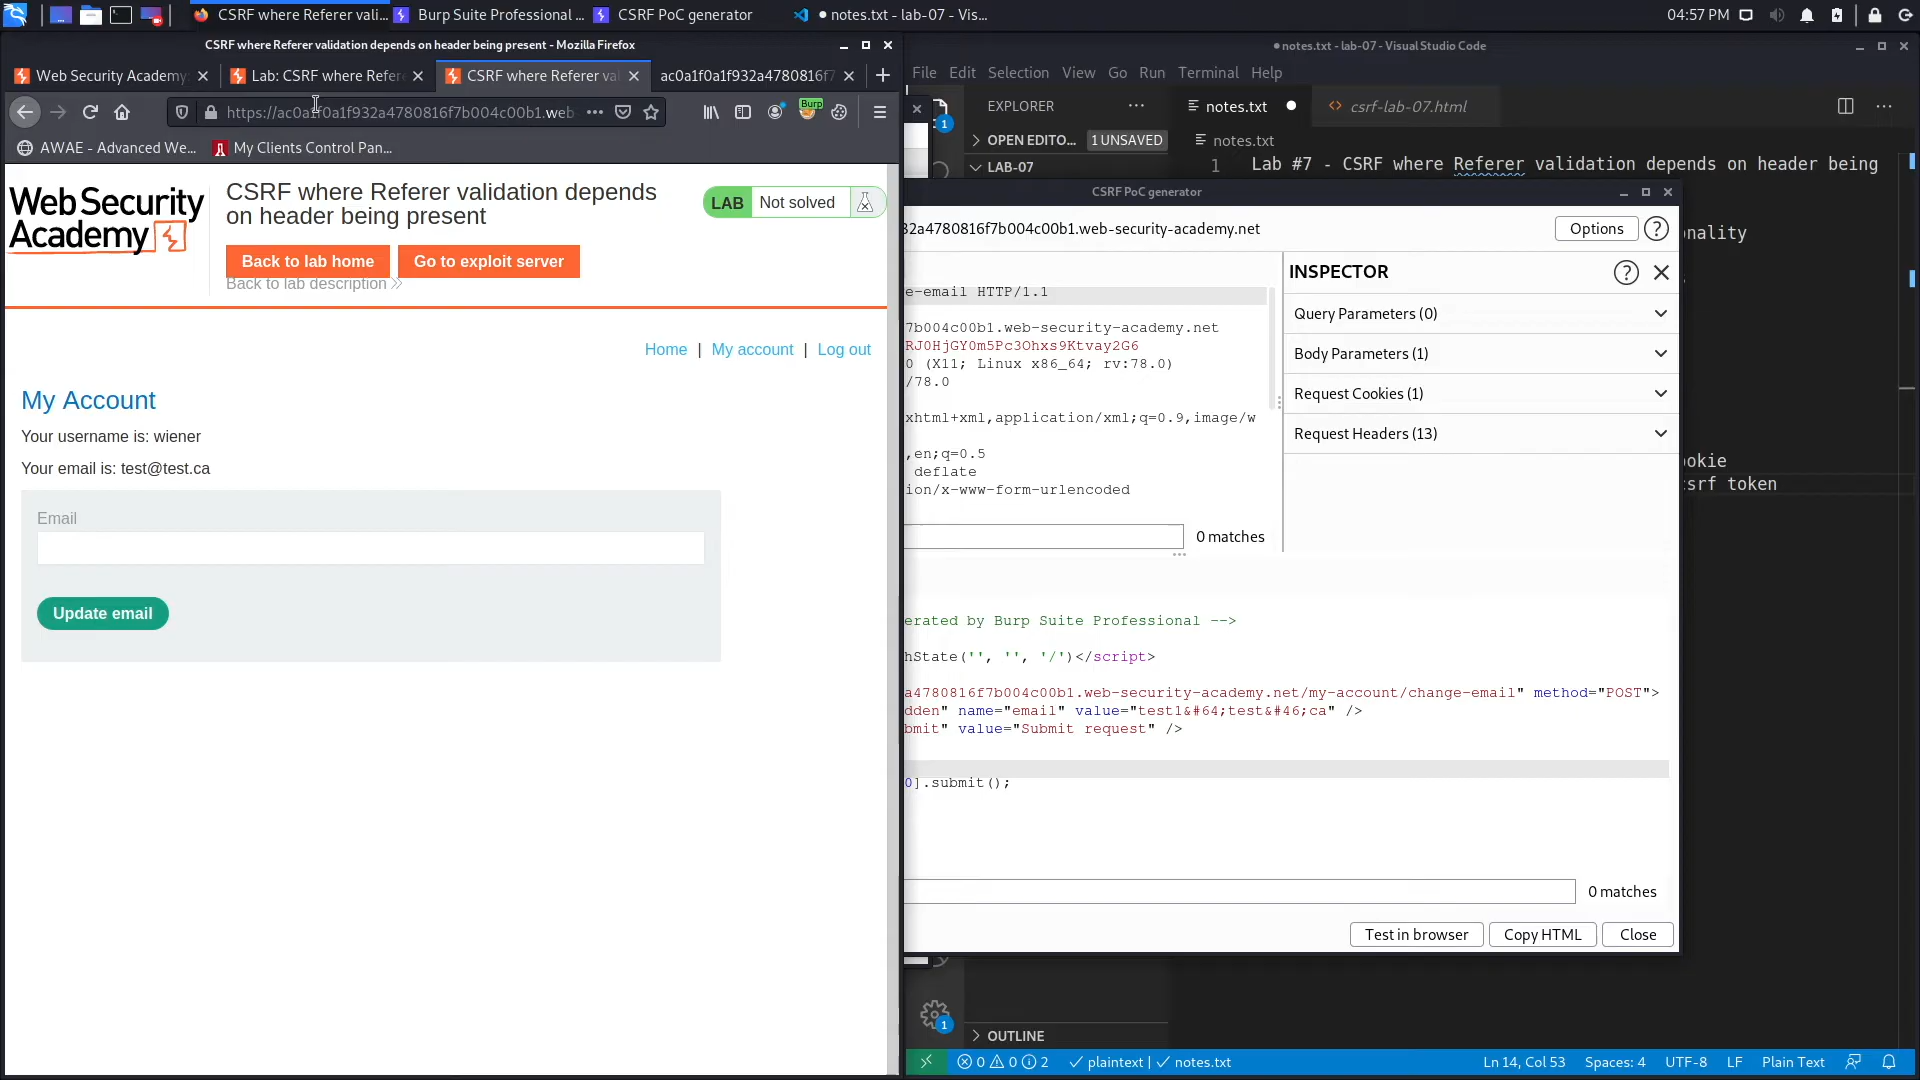 CSRF where Referer vali...
Burp Suite Professional ...
CSRF PoC generator
notes.txt - lab-07 - Vis...
04:57 PM
CSRF where Referer validation depends on header being present - Mozilla Firefox
Web Security Academy:
Lab: CSRF where Refere
CSRF where Referer val
ac0a1f0a1f932a4780816f7
https://ac0a1f0a1f932a4780816f7b004c00b1.web
Burp
AWAE - Advanced We...
My Clients Control Pan...
Web Security
Academy
CSRF where Referer validation depends
on header being present
LAB Not solved
Back to lab home
Go to exploit server
Back to lab description
Home | My account | Log out
My Account
Your username is: wiener
Your email is: test@test.ca
Email
Update email
notes.txt - lab-07 - Visual Studio Code
File Edit Selection View Go Run Terminal Help
1
EXPLORER
notes.txt
csrf-lab-07.html
OPEN EDITO...
1 UNSAVED
notes.txt
LAB-07
1 Lab #7 - CSRF where Referer validation depends on header being
nality
okie
csrf token
CSRF PoC generator
32a4780816f7b004c00b1.web-security-academy.net
Options
e-email HTTP/1.1
7b004c00b1.web-security-academy.net
RJ0HjGY0m5Pc3Ohxs9Ktvay2G6
0 (X11; Linux x86_64; rv:78.0)
/78.0
xhtml+xml,application/xml;q=0.9,image/w
,en;q=0.5
deflate
ion/x-www-form-urlencoded
0 matches
INSPECTOR
Query Parameters (0)
Body Parameters (1)
Request Cookies (1)
Request Headers (13)
erated by Burp Suite Professional -->
hState('', '', '/')</script>
a4780816f7b004c00b1.web-security-academy.net/my-account/change-email" method="POST">
dden" name="email" value="test1&#64;test&#46;ca" />
bmit" value="Submit request" />
0].submit();
0 matches
Test in browser
Copy HTML
Close
1
OUTLINE
0 0 2
plaintext | notes.txt
Ln 14, Col 53
Spaces: 4
UTF-8
LF
Plain Text